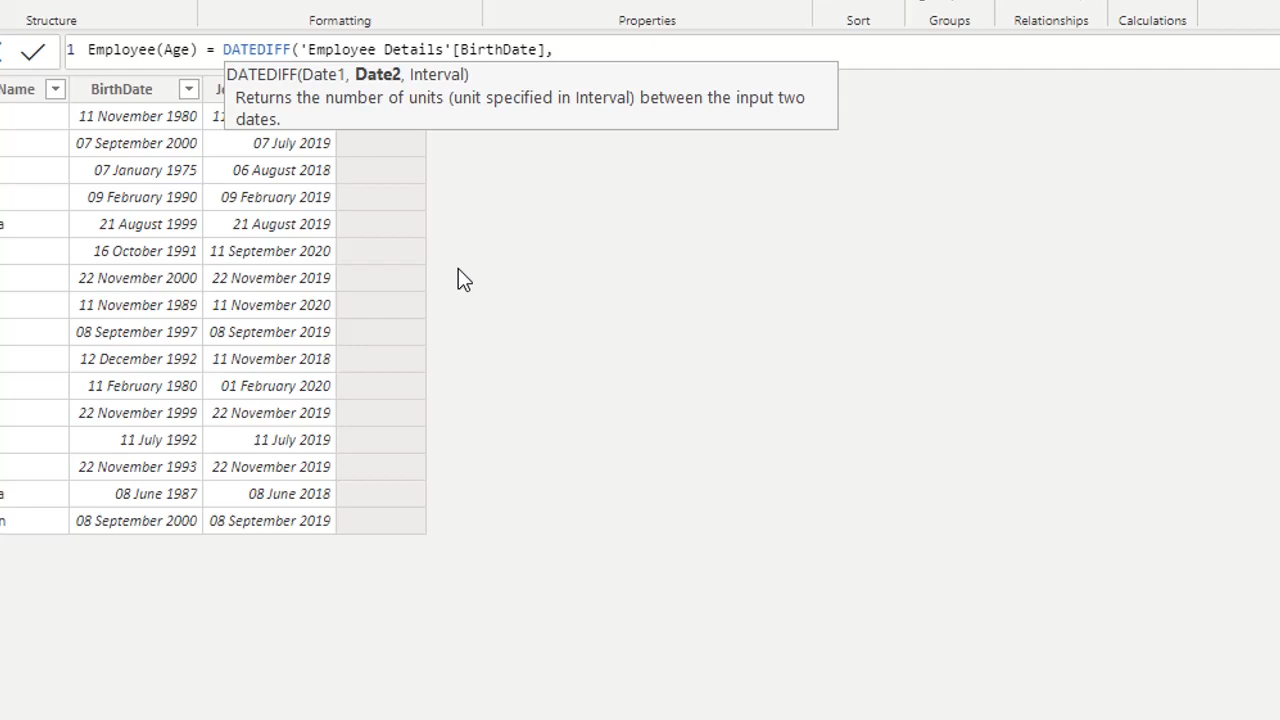 Structure Formatting Properties Sort Groups Relationships Calculations
1 Employee(Age) = DATEDIFF('Employee Details'[BirthDate],
DATEDIFF(Date1, Date2, Interval)
Returns the number of units (unit specified in Interval) between the input two
dates.
Name BirthDate
11 November 1980
07 September 2000 07 July 2019
07 January 1975 06 August 2018
09 February 1990 09 February 2019
a 21 August 1999 21 August 2019
16 October 1991 11 September 2020
22 November 2000 22 November 2019
11 November 1989 11 November 2020
08 September 1997 08 September 2019
12 December 1992 11 November 2018
11 February 1980 01 February 2020
22 November 1999 22 November 2019
11 July 1992 11 July 2019
22 November 1993 22 November 2019
a 08 June 1987 08 June 2018
n 08 September 2000 08 September 2019